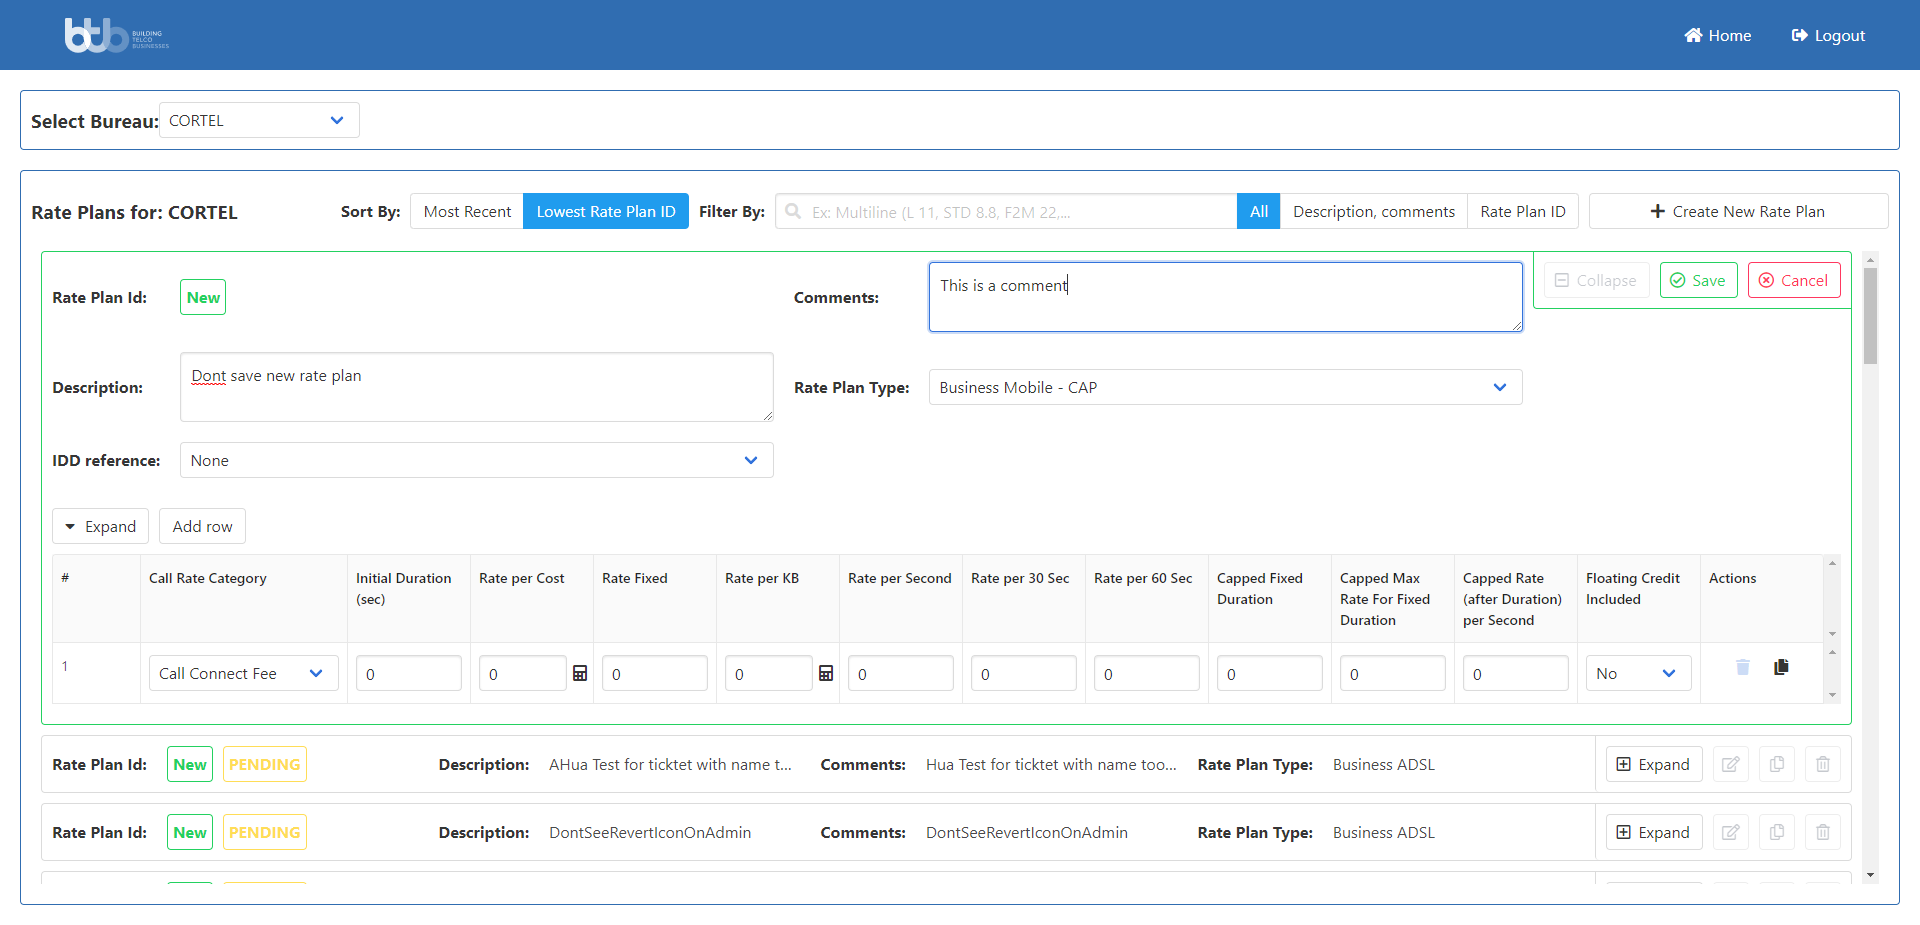 btb BUILDING
TELCO
BUSINESSES
Home
Logout
Select Bureau: CORTEL
Rate Plans for: CORTEL
Sort By: Most Recent Lowest Rate Plan ID
Filter By: Ex: Multiline (L 11, STD 8.8, F2M 22,... All Description, comments Rate Plan ID
Create New Rate Plan
Rate Plan Id: New
Comments: This is a comment
Collapse Save Cancel
Description: Dont save new rate plan
Rate Plan Type: Business Mobile - CAP
IDD reference: None
Expand Add row
# Call Rate Category Initial Duration (sec) Rate per Cost Rate Fixed Rate per KB Rate per Second Rate per 30 Sec Rate per 60 Sec Capped Fixed Duration Capped Max Rate For Fixed Duration Capped Rate (after Duration) per Second Floating Credit Included Actions
1 Call Connect Fee 0 0 0 0 0 0 0 0 0 0 No
Rate Plan Id: New PENDING Description: AHua Test for ticktet with name t... Comments: Hua Test for ticktet with name too... Rate Plan Type: Business ADSL Expand
Rate Plan Id: New PENDING Description: DontSeeRevertIconOnAdmin Comments: DontSeeRevertIconOnAdmin Rate Plan Type: Business ADSL Expand